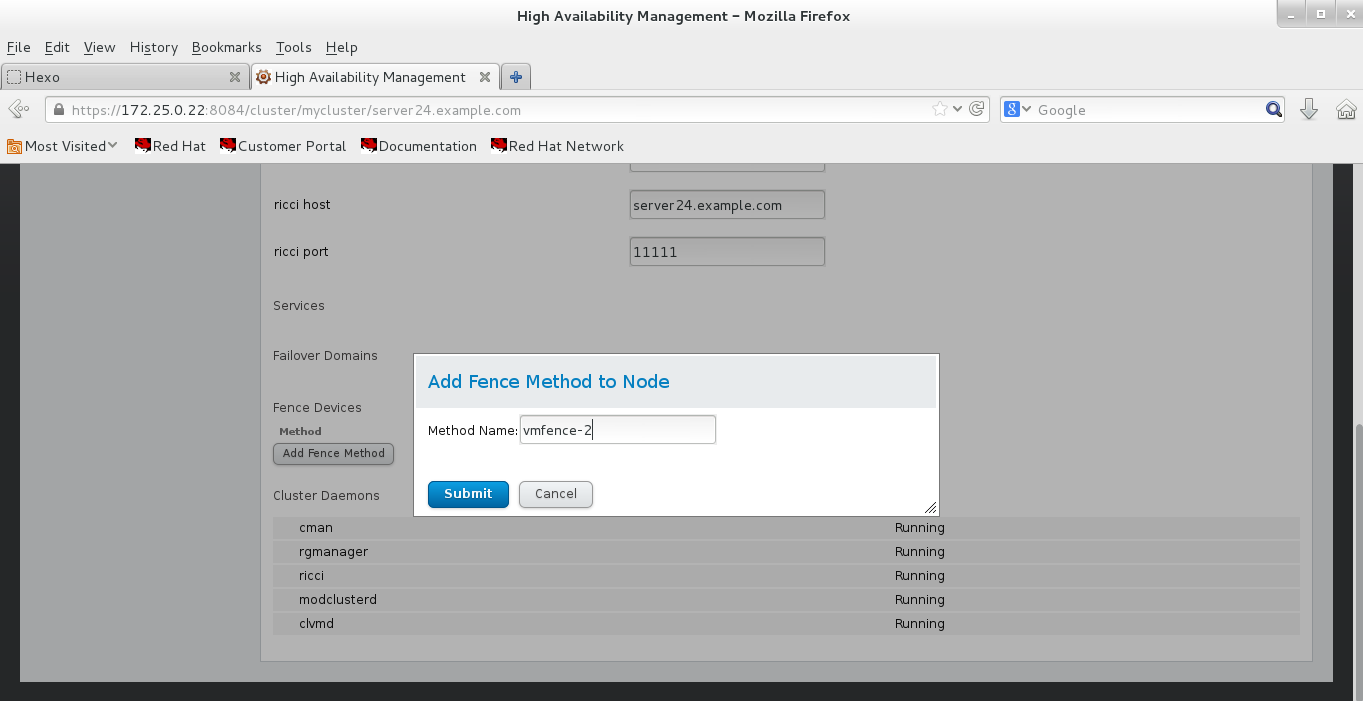 High Availability Management - Mozilla Firefox
File Edit View History Bookmarks Tools Help
Hexo
High Availability Management
https://172.25.0.22:8084/cluster/mycluster/server24.example.com
Google
Most Visited Red Hat Customer Portal Documentation Red Hat Network
ricci host server24.example.com
ricci port 11111
Services
Failover Domains
Add Fence Method to Node
Fence Devices
Method
Method Name: vmfence-2
Add Fence Method
Submit Cancel
Cluster Daemons
cman Running
rgmanager Running
ricci Running
modclusterd Running
clvmd Running